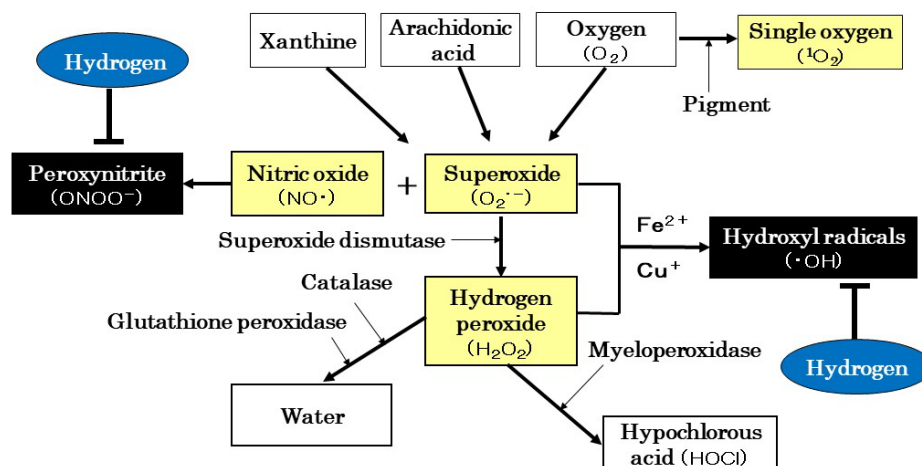 Xanthine
Arachidonic
acid
Oxygen
(O₂)
Single oxygen
(¹O₂)
Hydrogen
Pigment
Peroxynitrite
(ONOO⁻)
Nitric oxide
(NO·)
+
Superoxide
(O₂·⁻)
Fe²⁺
Cu⁺
Hydroxyl radicals
(·OH)
Superoxide dismutase
Catalase
Glutathione peroxidase
Hydrogen
peroxide
(H₂O₂)
Myeloperoxidase
Hydrogen
Water
Hypochlorous
acid (HOCl)